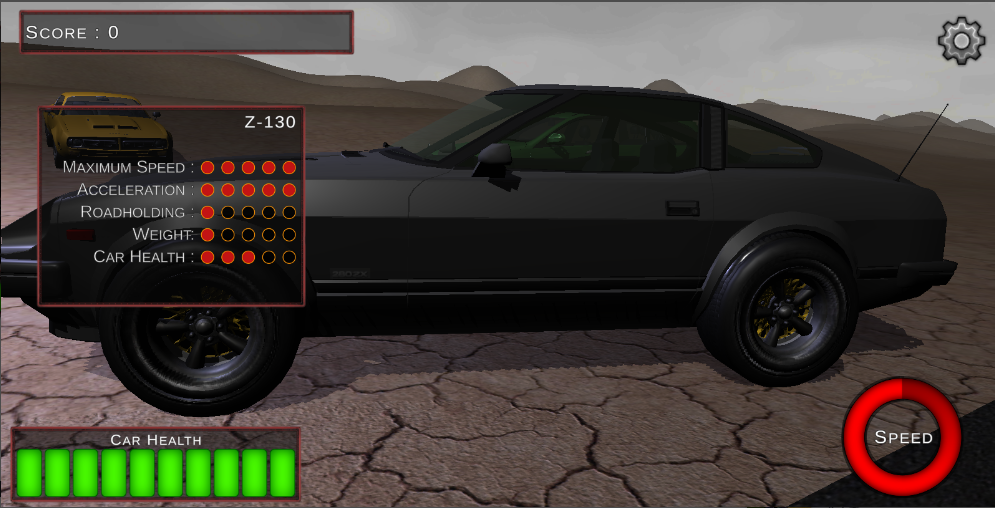 Score : 0
Z-130
Maximum Speed :
Acceleration :
Roadholding :
Weight:
Car Health :
Car Health
Speed